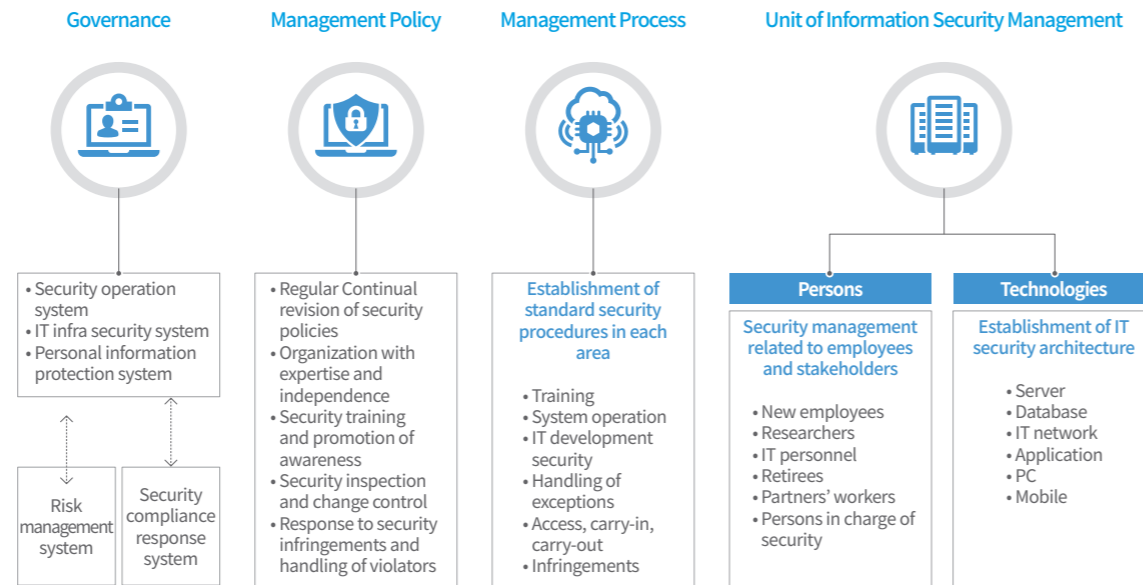 Governance
• Security operation
system
• IT infra security system
• Personal information
protection system
Risk
management
system
Security
compliance
response
system
Management Policy
• Regular Continual
revision of security
policies
• Organization with
expertise and
independence
• Security training
and promotion of
awareness
• Security inspection
and change control
• Response to security
infringements and
handling of violators
Management Process
Establishment of
standard security
procedures in each
area
• Training
• System operation
• IT development
security
• Handling of
exceptions
• Access, carry-in,
carry-out
• Infringements
Unit of Information Security Management
Persons
Security management
related to employees
and stakeholders
• New employees
• Researchers
• IT personnel
• Retirees
• Partners’ workers
• Persons in charge of
security
Technologies
Establishment of IT
security architecture
• Server
• Database
• IT network
• Application
• PC
• Mobile